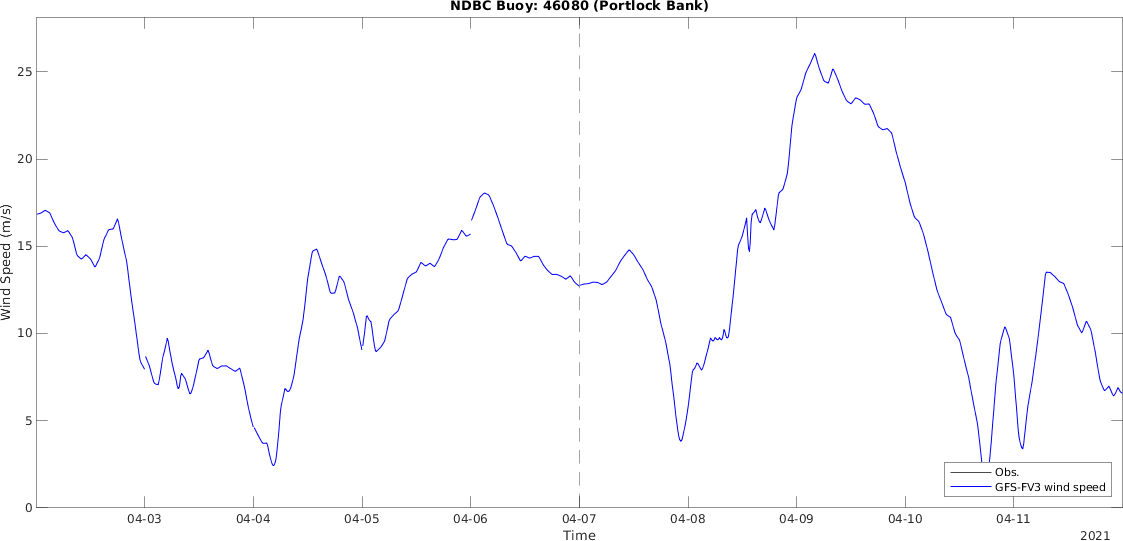 NDBC Buoy: 46080 (Portlock Bank)
Wind Speed (m/s)
25
20
15
10
5
0
04-03 04-04 04-05 04-06 04-07 04-08 04-09 04-10 04-11
Time
2021
Obs.
GFS-FV3 wind speed